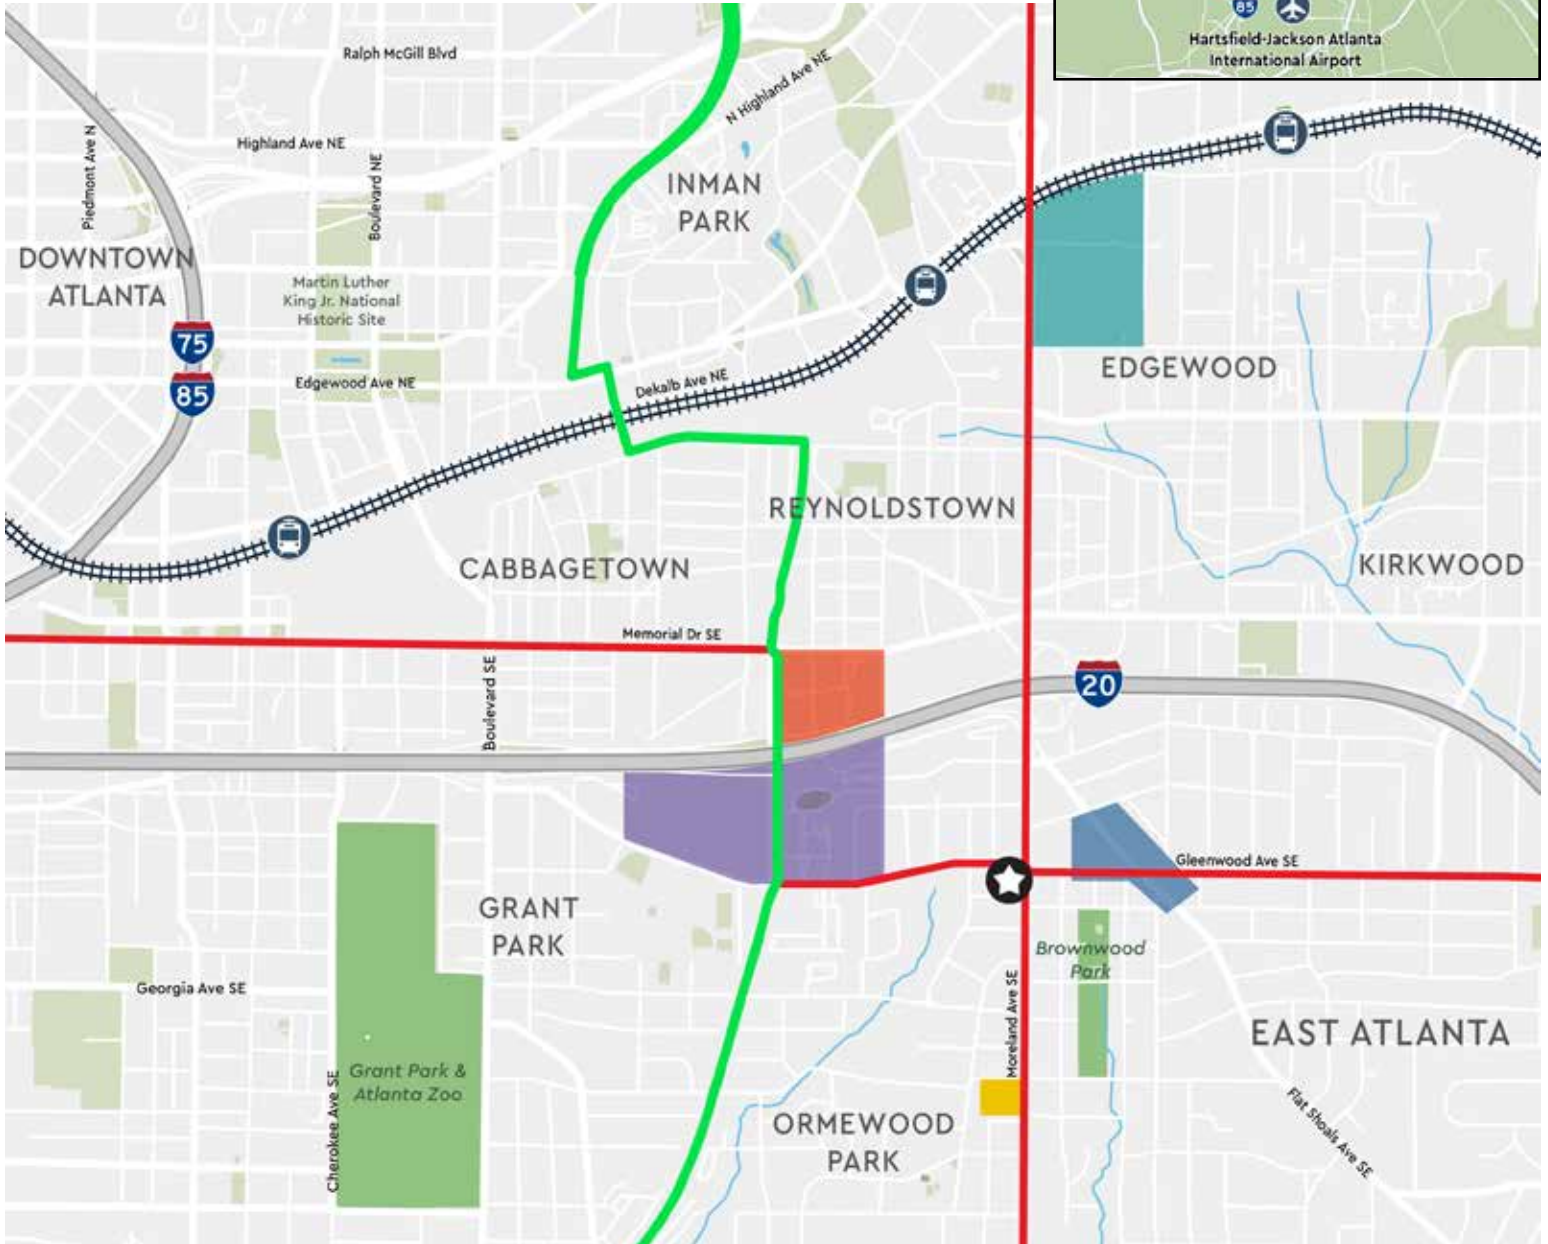 85
Hartsfield-Jackson Atlanta
International Airport
Ralph McGill Blvd
N Highland Ave NE
Piedmont Ave N
Highland Ave NE
Boulevard NE
INMAN
PARK
DOWNTOWN
ATLANTA
Martin Luther
King Jr. National
Historic Site
75
85
Edgewood Ave NE
Dekalb Ave NE
EDGEWOOD
REYNOLDSTOWN
CABBAGETOWN
KIRKWOOD
Memorial Dr SE
Boulevard SE
20
Gleenwood Ave SE
GRANT
PARK
Brownwood
Park
Georgia Ave SE
Moreland Ave SE
EAST ATLANTA
Grant Park &
Atlanta Zoo
Cherokee Ave SE
ORMEWOOD
PARK
Flat Shoals Ave SE